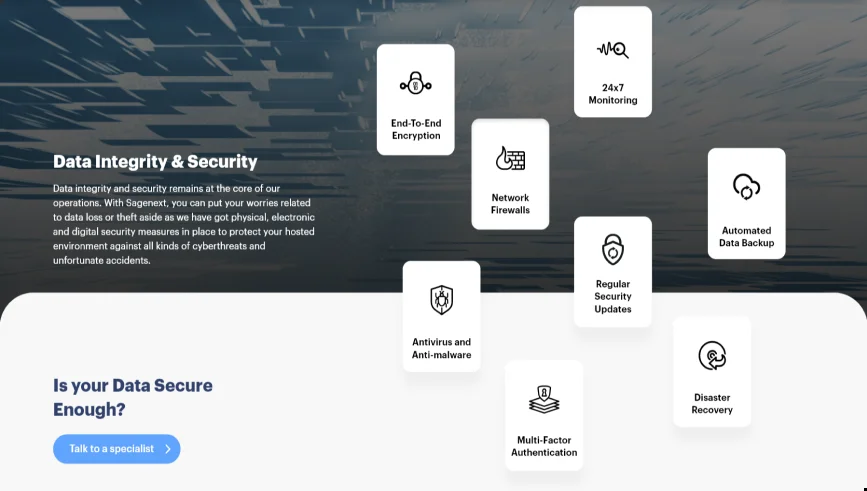 Data Integrity & Security
Data integrity and security remains at the core of our
operations. With Sagenext, you can put your worries related
to data loss or theft aside as we have got physical, electronic
and digital security measures in place to protect your hosted
environment against all kinds of cyberthreats and
unfortunate accidents.
Is your Data Secure
Enough?
Talk to a specialist
End-To-End
Encryption
24x7
Monitoring
Network
Firewalls
Automated
Data Backup
Regular
Security
Updates
Antivirus and
Anti-malware
Disaster
Recovery
Multi-Factor
Authentication